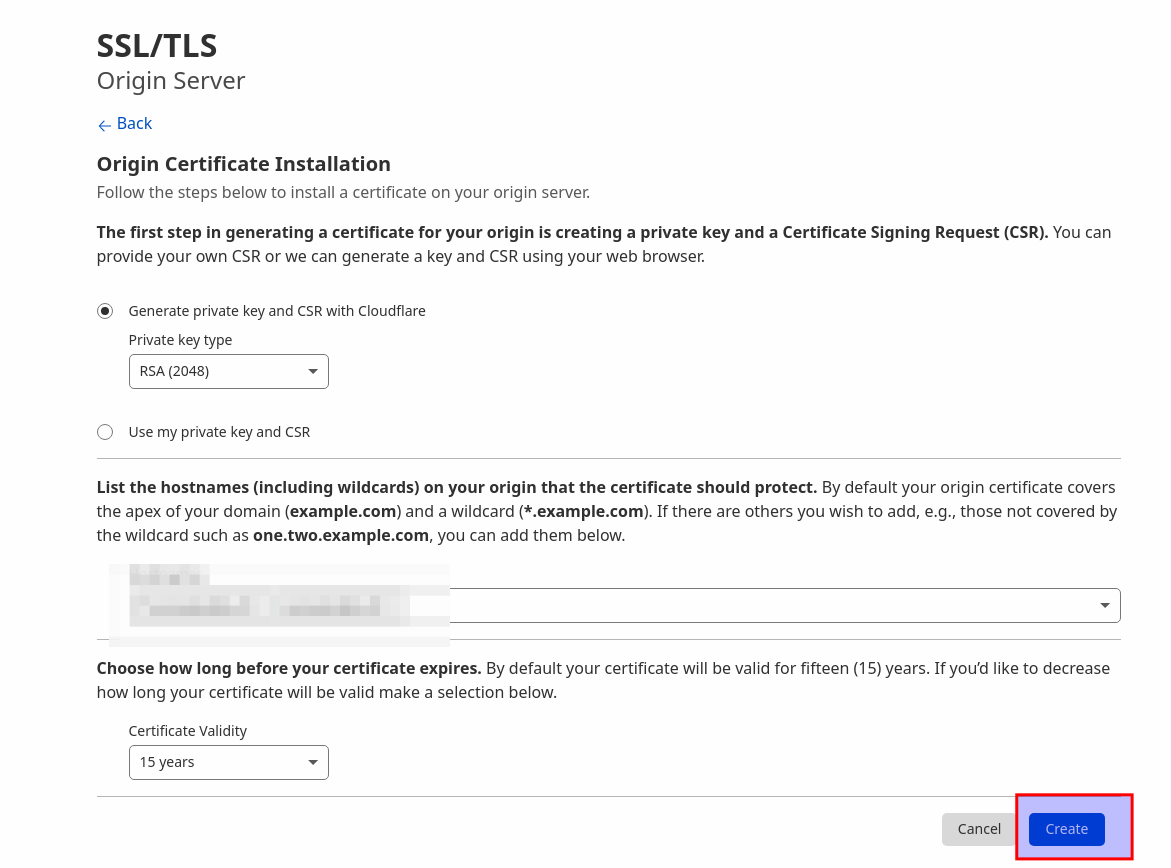 SSL/TLS
Origin Server
Back
Origin Certificate Installation
Follow the steps below to install a certificate on your origin server.
The first step in generating a certificate for your origin is creating a private key and a Certificate Signing Request (CSR). You can
provide your own CSR or we can generate a key and CSR using your web browser.
Generate private key and CSR with Cloudflare
Private key type
RSA (2048)
Use my private key and CSR
List the hostnames (including wildcards) on your origin that the certificate should protect. By default your origin certificate covers
the apex of your domain (example.com) and a wildcard (*.example.com). If there are others you wish to add, e.g., those not covered by
the wildcard such as one.two.example.com, you can add them below.
Choose how long before your certificate expires. By default your certificate will be valid for fifteen (15) years. If you’d like to decrease
how long your certificate will be valid make a selection below.
Certificate Validity
15 years
Cancel
Create